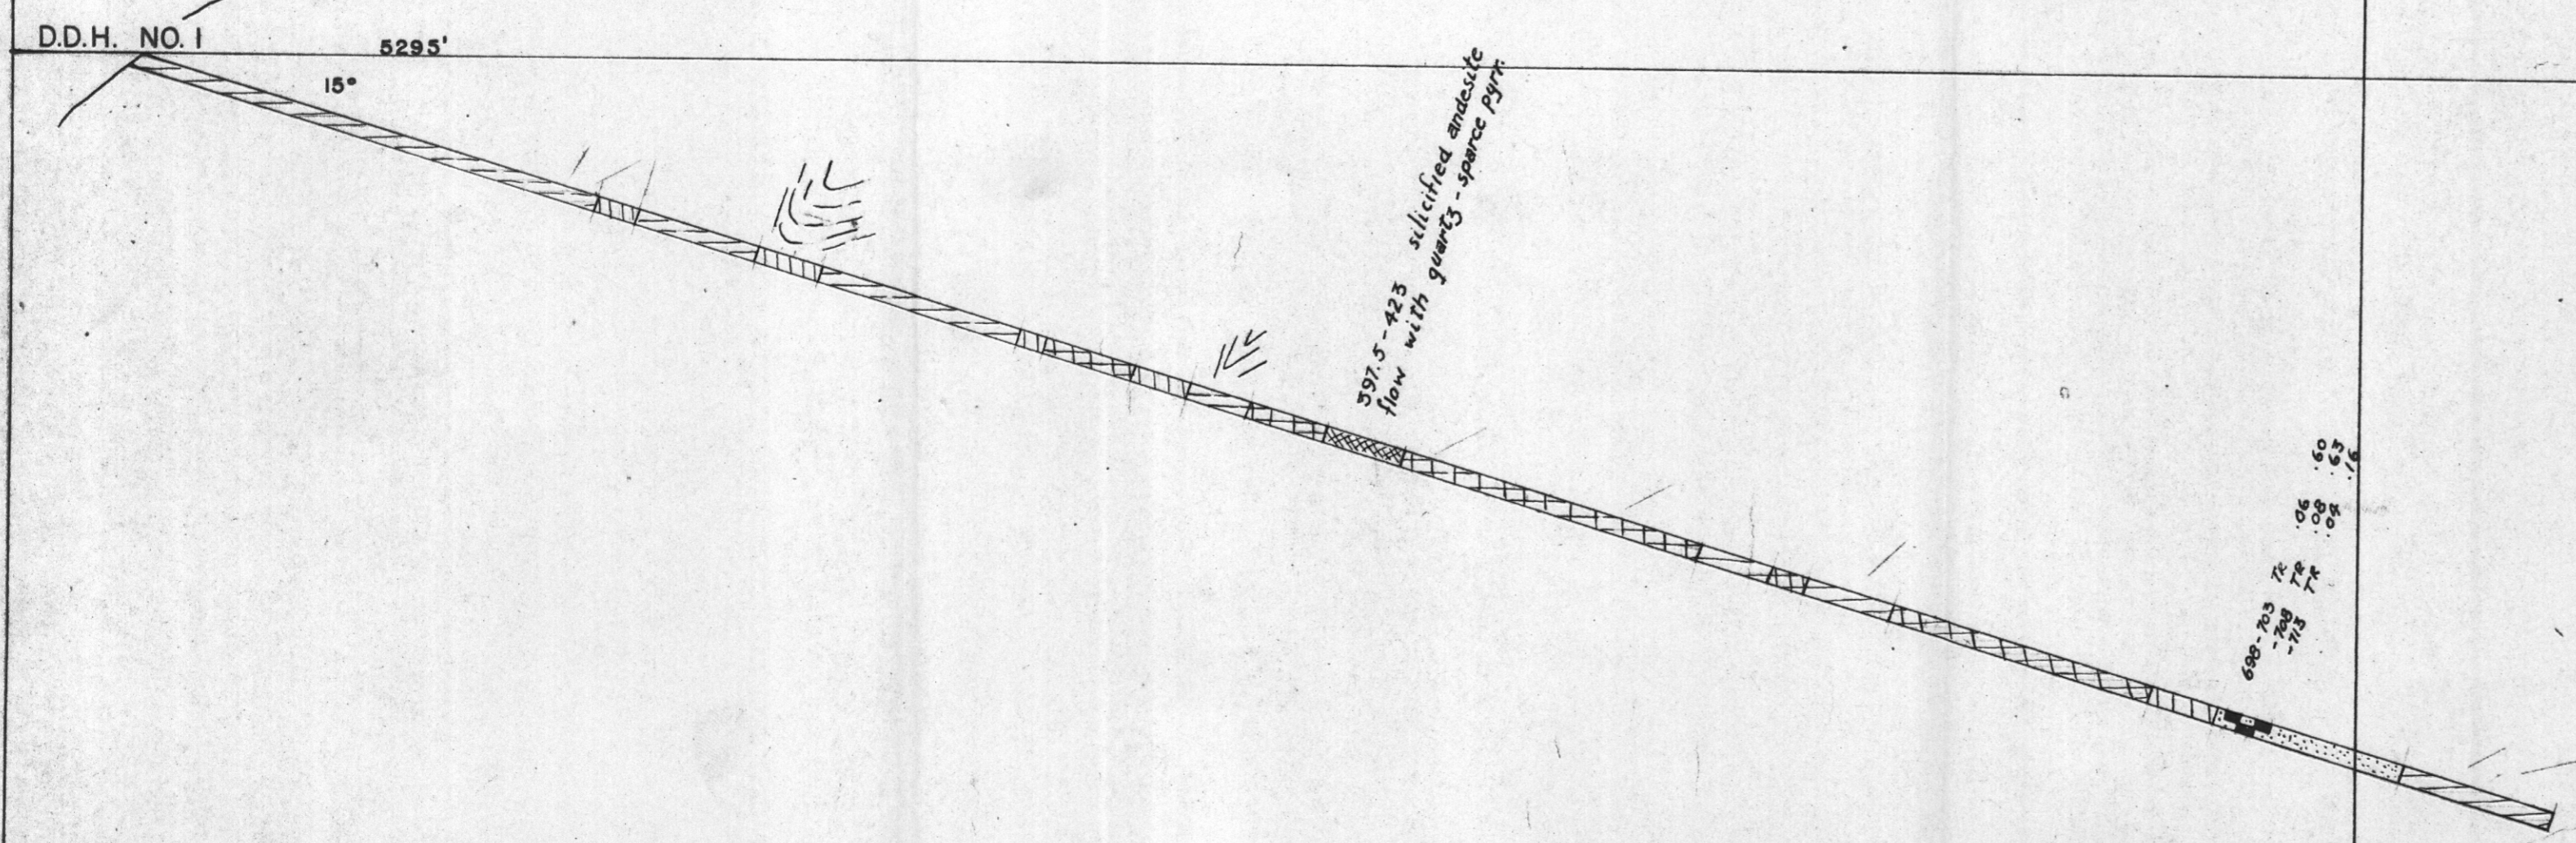 D.D.H. NO. 1
5295'
15°
397.5-423 silicified andesite
flow with quartz - sparce pyrr.
698-703 TR .06 .60
-708 TR .08 .63
-713 TR .04 .16